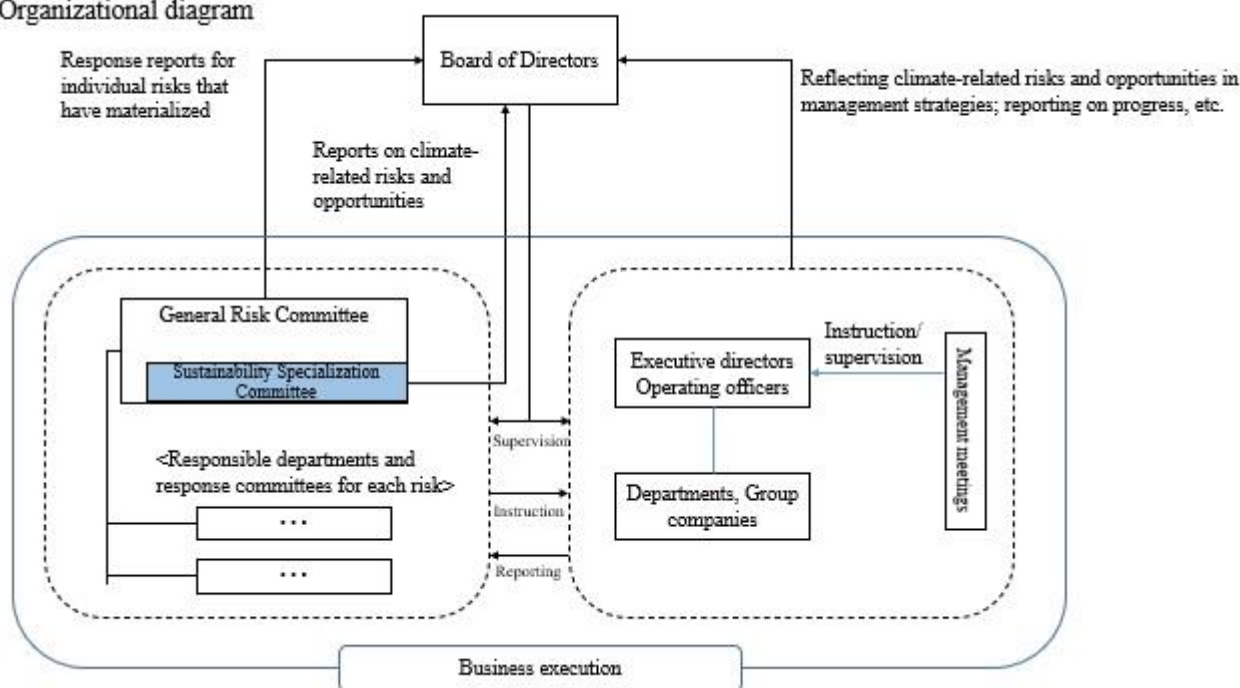 Organizational diagram
Board of Directors
Response reports for
individual risks that
have materialized
Reflecting climate-related risks and opportunities in
management strategies; reporting on progress, etc.
Reports on climate-
related risks and
opportunities
General Risk Committee
Sustainability Specialization
Committee
<Responsible departments and
response committees for each risk>
...
...
Supervision
Instruction
Reporting
Executive directors
Operating officers
Instruction/
supervision
Management meetings
Departments, Group
companies
Business execution